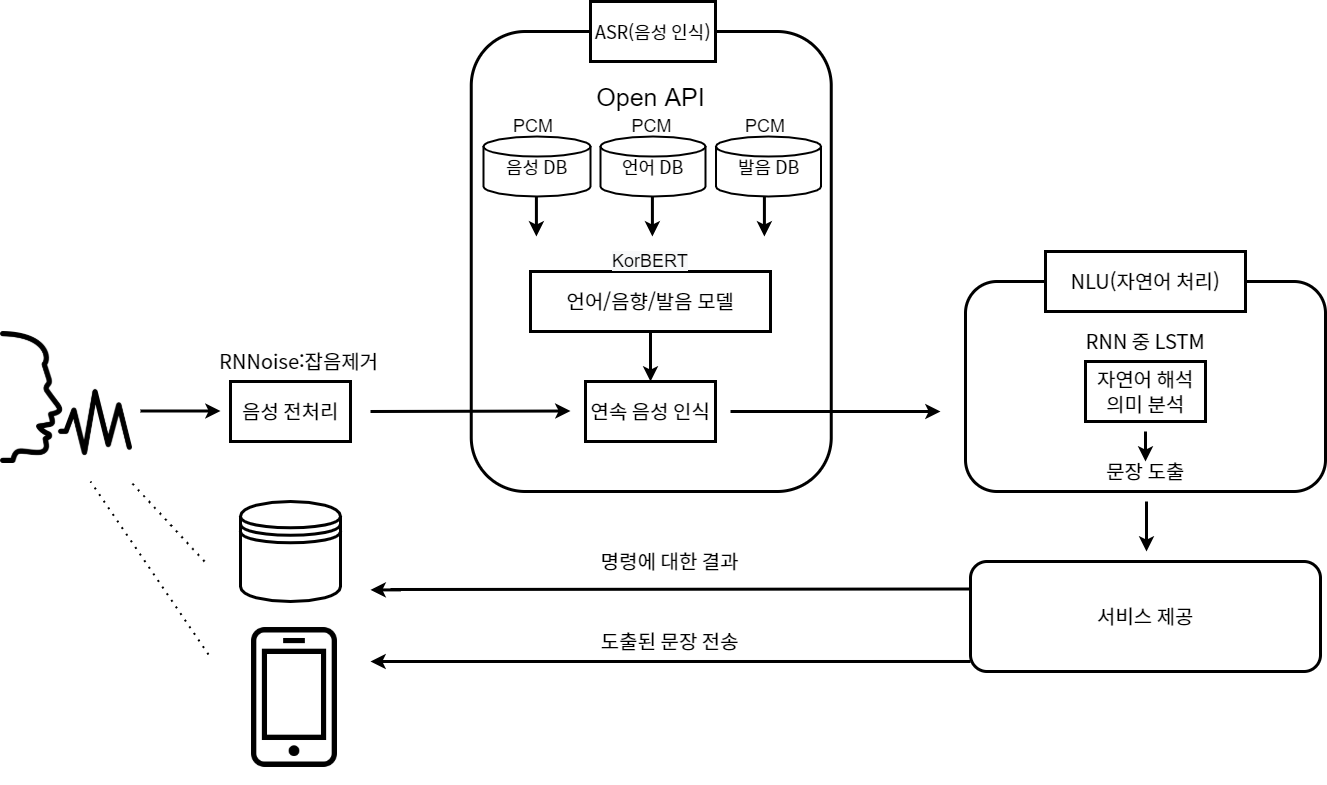 ASR(음성 인식)
Open API
PCM
PCM
PCM
음성 DB
언어 DB
발음 DB
KorBERT
언어/음향/발음 모델
연속 음성 인식
RNNoise:잡음제거
음성 전처리
NLU(자연어 처리)
RNN 중 LSTM
자연어 해석
의미 분석
문장 도출
명령에 대한 결과
서비스 제공
도출된 문장 전송